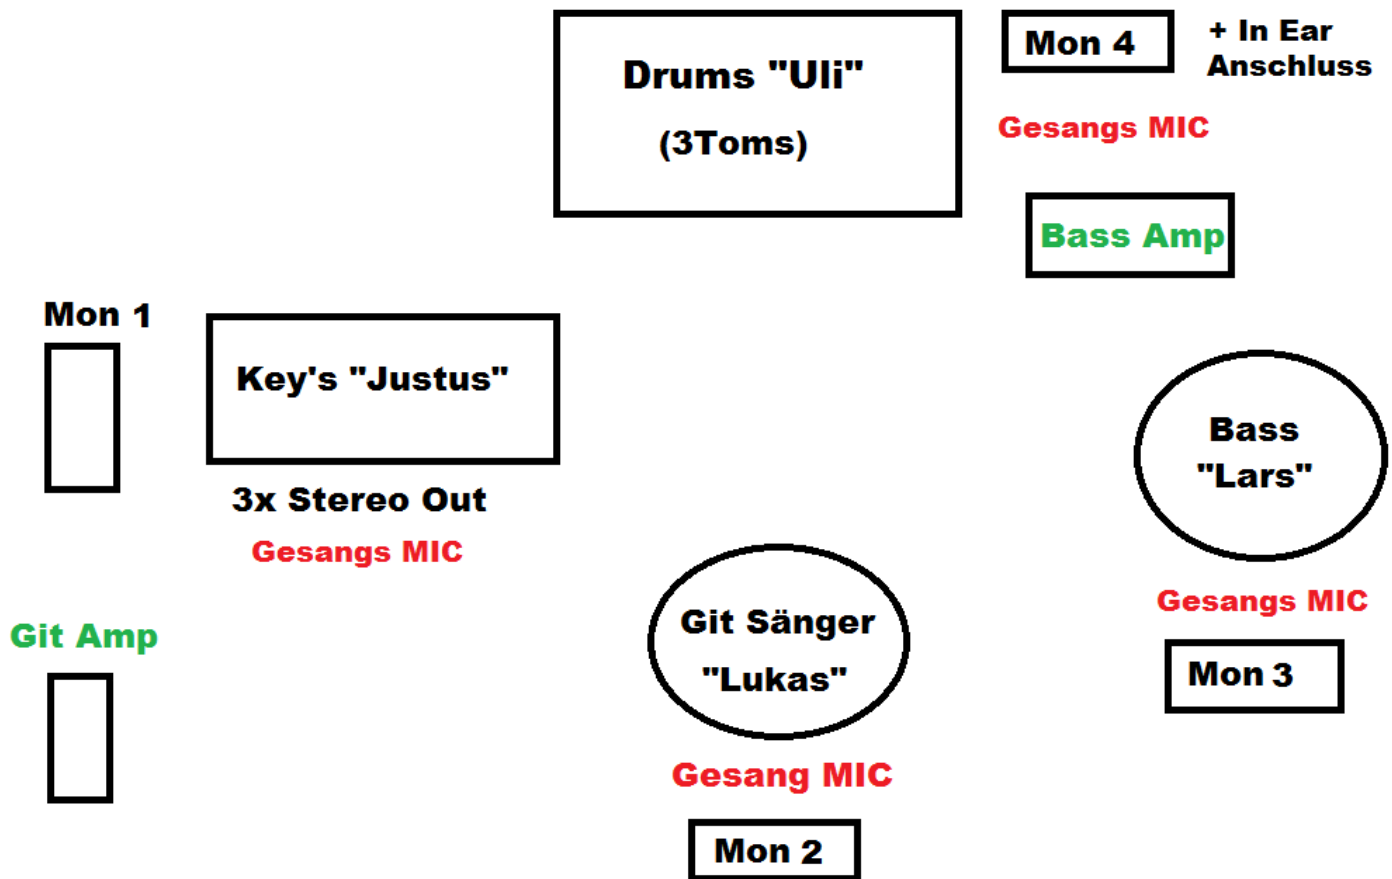 Drums "Uli"
(3Toms)
Mon 4
+ In Ear
Anschluss
Gesangs MIC
Bass Amp
Mon 1
Key's "Justus"
3x Stereo Out
Gesangs MIC
Bass
"Lars"
Gesangs MIC
Mon 3
Git Amp
Git Sänger
"Lukas"
Gesang MIC
Mon 2